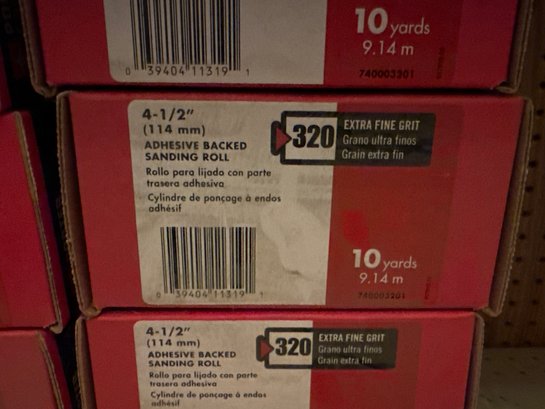 10 yards
9.14 m
0 39404 11319 1
740003301
4-1/2"
(114 mm)
ADHESIVE BACKED
SANDING ROLL
Rollo para lijado con parte
trasera adhesiva
Cylindre de ponçage à endos
adhésif
320
EXTRA FINE GRIT
Grano ultra finos
Grain extra fin
10 yards
9.14 m
0 39404 11319 1
740003301
4-1/2"
(114 mm)
ADHESIVE BACKED
SANDING ROLL
Rollo para lijado con parte
trasera adhesiva
Cylindre de ponçage à endos
adhésif
320
EXTRA FINE GRIT
Grano ultra finos
Grain extra fin